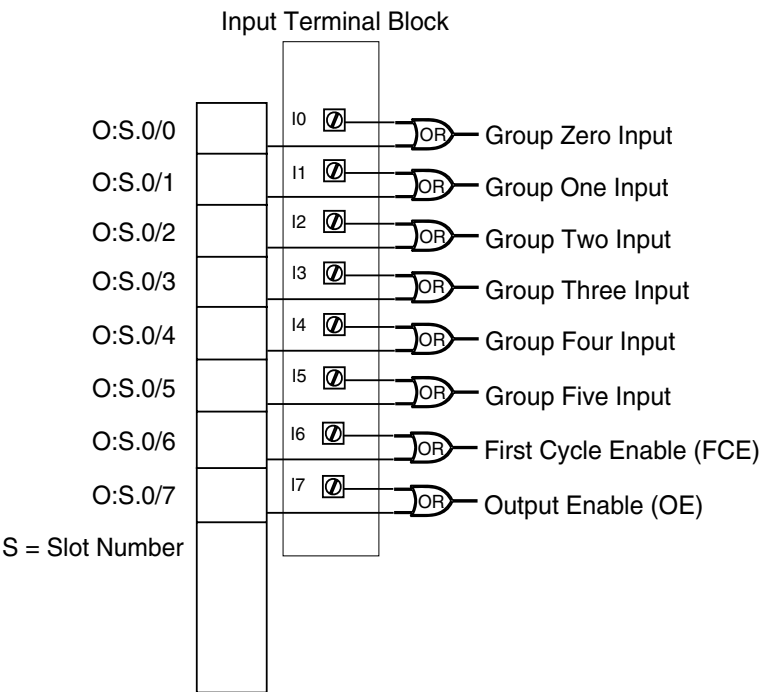 Input Terminal Block
O:S.0/0 I0 OR Group Zero Input
O:S.0/1 I1 OR Group One Input
O:S.0/2 I2 OR Group Two Input
O:S.0/3 I3 OR Group Three Input
O:S.0/4 I4 OR Group Four Input
O:S.0/5 I5 OR Group Five Input
O:S.0/6 I6 OR First Cycle Enable (FCE)
O:S.0/7 I7 OR Output Enable (OE)
S = Slot Number